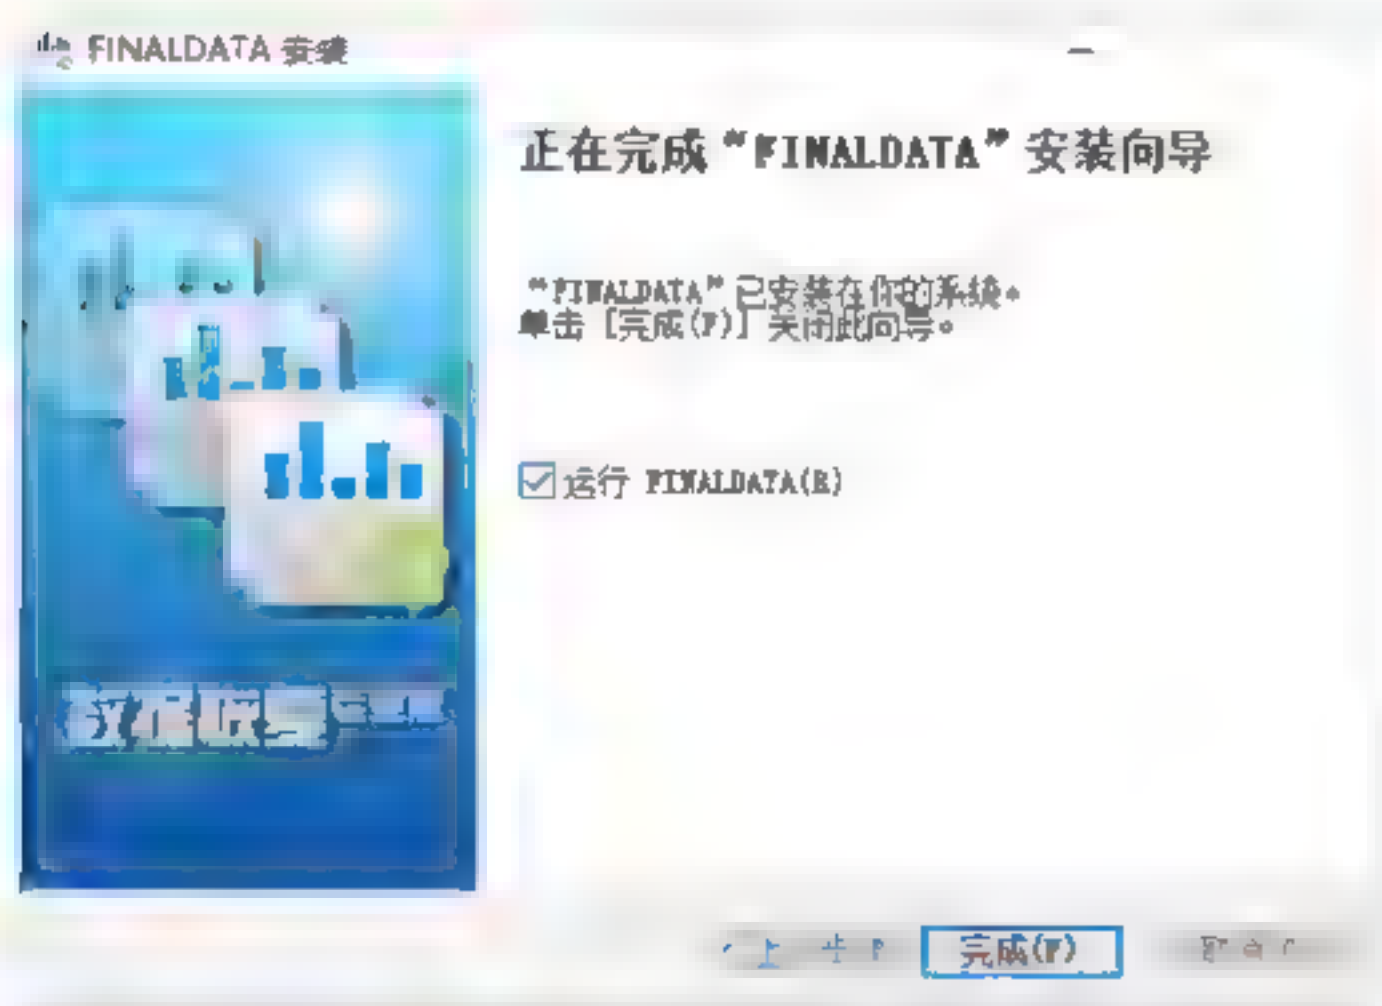 FINALDATA 安装
正在完成“FINALDATA”安装向导
“FINALDATA”已安装在你的系统。
单击 [完成(F)] 关闭此向导。
运行 FINALDATA(R)
完成(F)